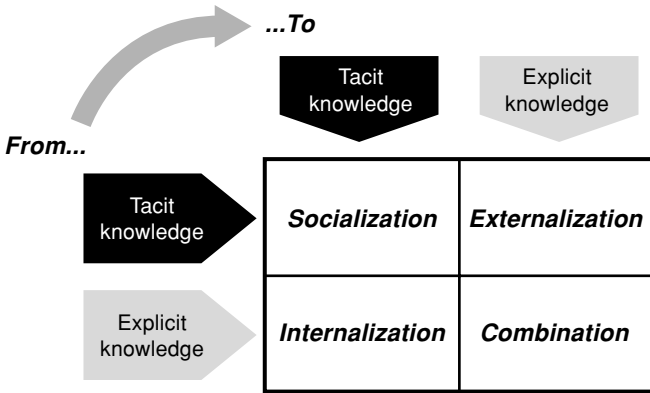 ...To
Tacit
knowledge
Explicit
knowledge
From...
Tacit
knowledge
Socialization
Externalization
Explicit
knowledge
Internalization
Combination